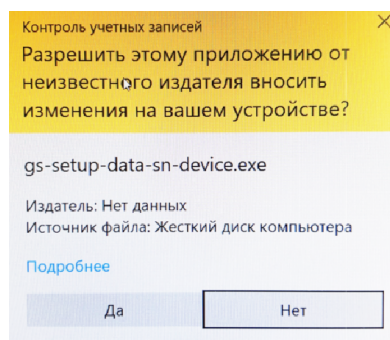 Контроль учетных записей
Разрешить этому приложению от
неизвестного издателя вносить
изменения на вашем устройстве?
gs-setup-data-sn-device.exe
Издатель: Нет данных
Источник файла: Жесткий диск компьютера
Подробнее
Да
Нет